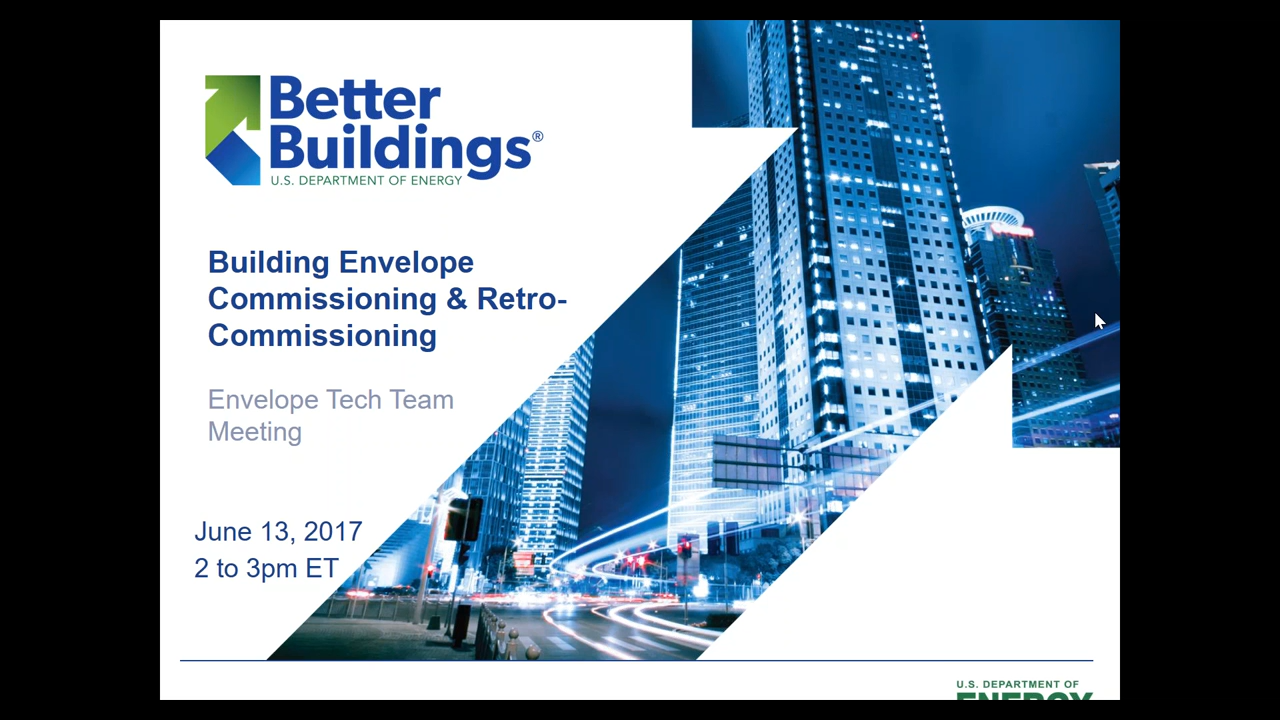 Better
Buildings®
U.S. DEPARTMENT OF ENERGY
Building Envelope
Commissioning & Retro-
Commissioning
Envelope Tech Team
Meeting
June 13, 2017
2 to 3pm ET
U.S. DEPARTMENT OF
ENERGY